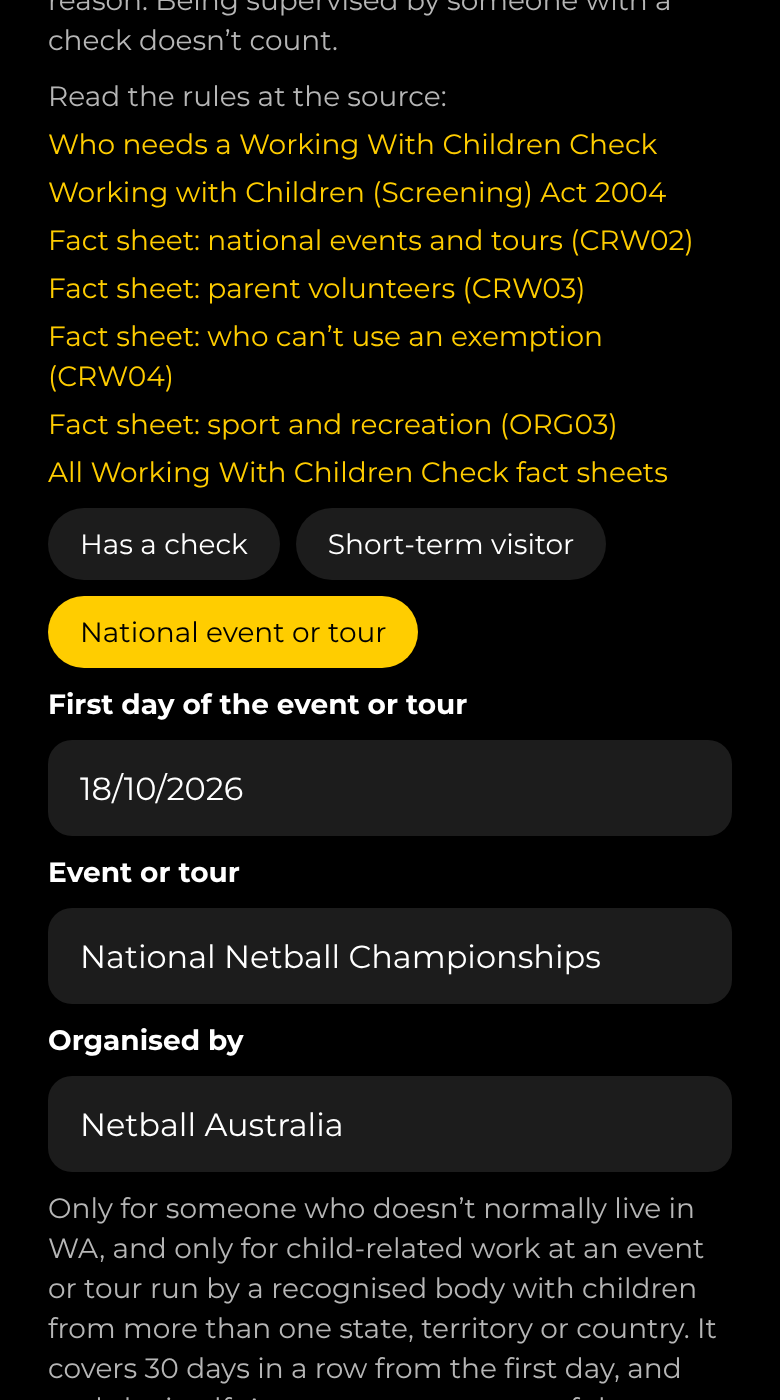 reason. Being supervised by someone with a
check doesn’t count.
Read the rules at the source:
Who needs a Working With Children Check
Working with Children (Screening) Act 2004
Fact sheet: national events and tours (CRW02)
Fact sheet: parent volunteers (CRW03)
Fact sheet: who can’t use an exemption
(CRW04)
Fact sheet: sport and recreation (ORG03)
All Working With Children Check fact sheets
Has a check
Short-term visitor
National event or tour
First day of the event or tour
18/10/2026
Event or tour
National Netball Championships
Organised by
Netball Australia
Only for someone who doesn’t normally live in
WA, and only for child-related work at an event
or tour run by a recognised body with children
from more than one state, territory or country. It
covers 30 days in a row from the first day, and